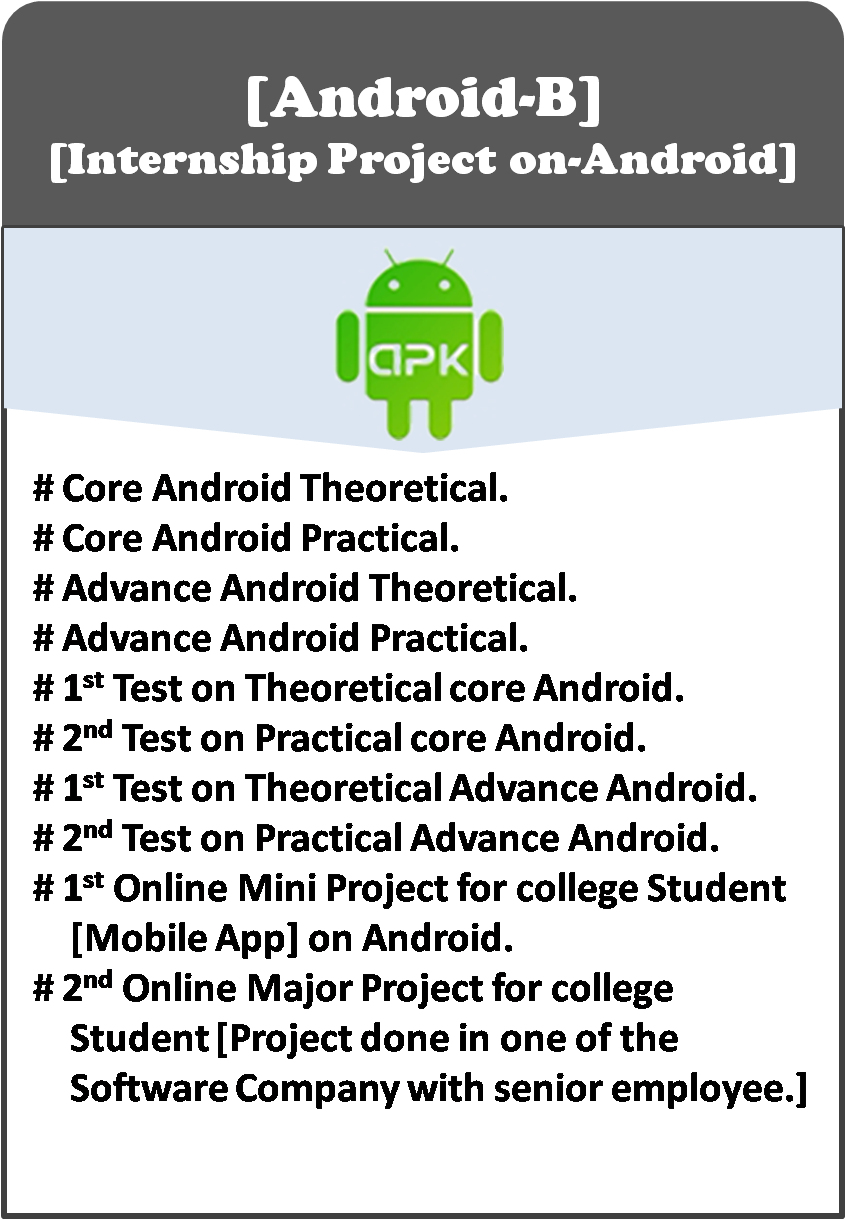 [Android-B]
[Internship Project on-Android]
APK
# Core Android Theoretical.
# Core Android Practical.
# Advance Android Theoretical.
# Advance Android Practical.
# 1st Test on Theoretical core Android.
# 2nd Test on Practical core Android.
# 1st Test on Theoretical Advance Android.
# 2nd Test on Practical Advance Android.
# 1st Online Mini Project for college Student
[Mobile App] on Android.
# 2nd Online Major Project for college
Student [Project done in one of the
Software Company with senior employee.]